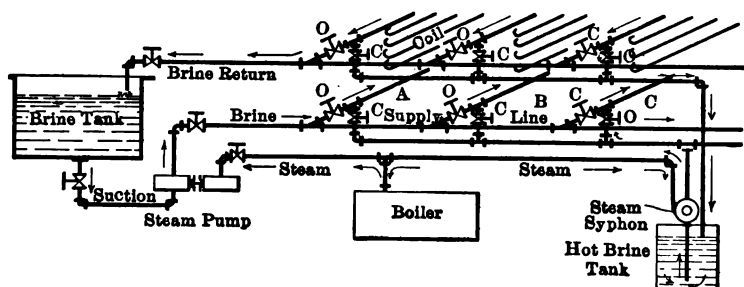 O O C
Coil
C C C
Brine Return
O A O B C C
Brine Tank
Brine C Supply C Line O
Steam Steam
Suction
Steam Pump
Boiler
Steam
Syphon
Hot Brine
Tank